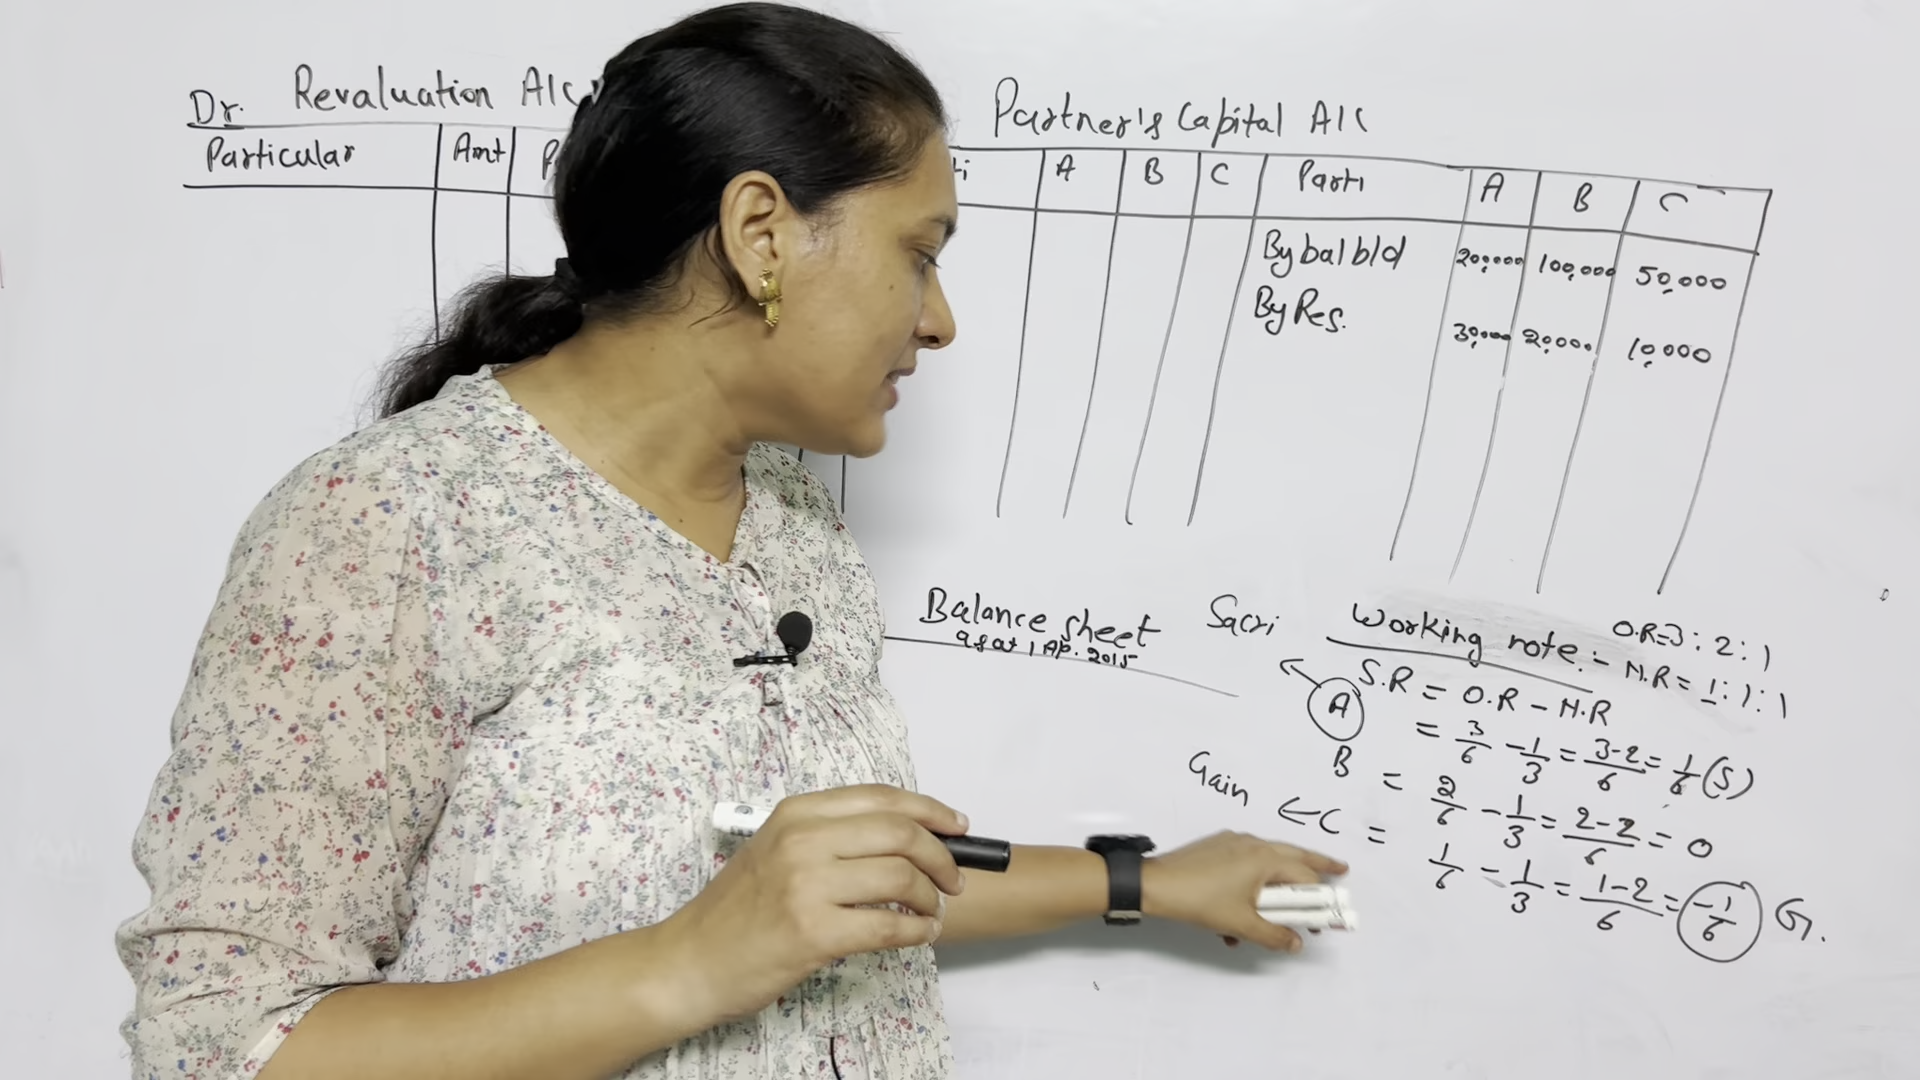 Dr. Revaluation A/c
Particular Amt P
Partner's Capital A/c
ti A B C Parti A B C
By bal b/d 20,000 100,000 50,000
By Res. 30,000 20,000 10,000
Balance sheet
as at 1 Ap. 2015
Sacri
Working note:-
O.R=3:2:1
N.R=1:1:1
S.R = O.R - N.R
A = 3/6 - 1/3 = 3-2/6 = 1/6 (S)
B = 2/6 - 1/3 = 2-2/6 = 0
Gain ← C = 1/6 - 1/3 = 1-2/6 = -1/6 G.